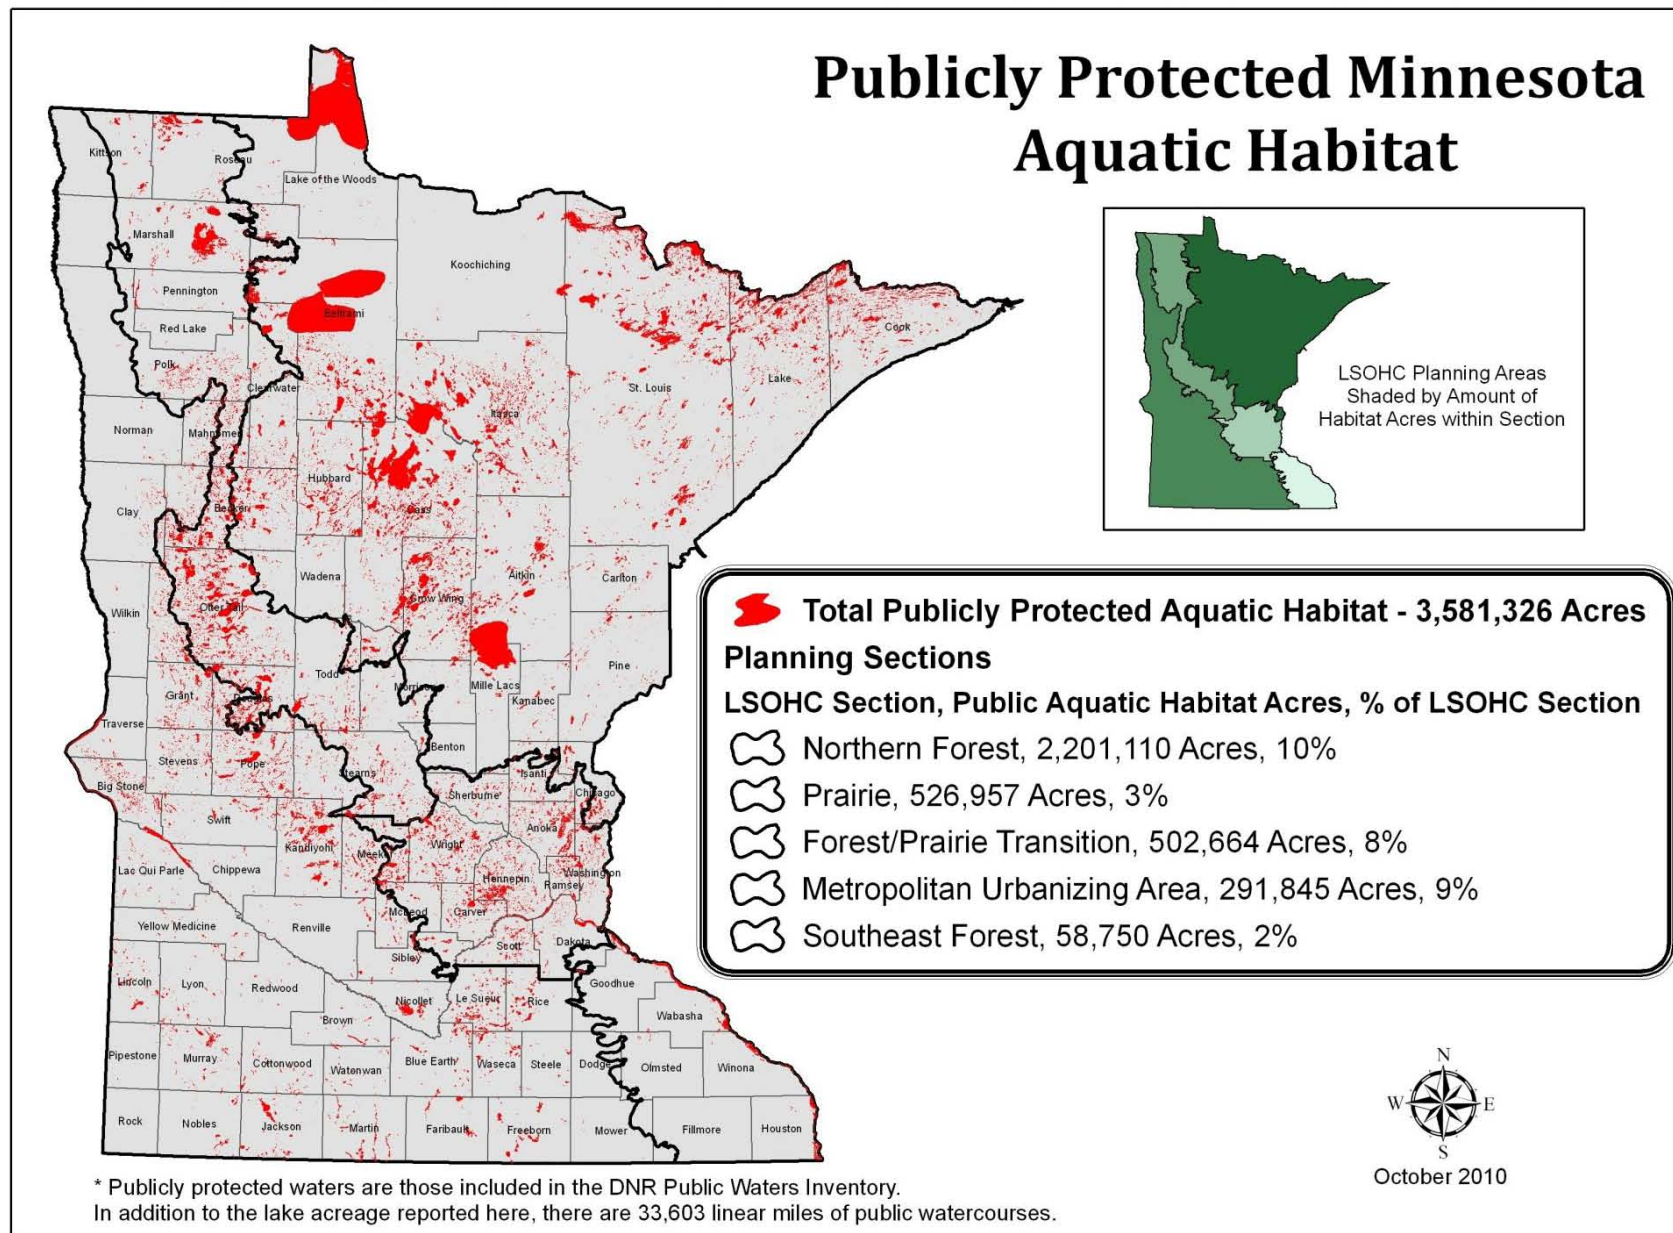 Publicly Protected Minnesota
Aquatic Habitat
Kittson
Roseau
Lake of the Woods
Marshall
Koochiching
Pennington
Beltrami
Red Lake
Cook
Polk
Clearwater
Lake
St. Louis
Itasca
Norman
Mahnomen
Hubbard
Clay
Becker
Cass
Wadena
Aitkin
Carlton
Wilkin
Otter Tail
Crow Wing
Pine
Todd
Grant
Douglas
Morrison
Mille Lacs
Kanabec
Traverse
Benton
Stevens
Pope
Stearns
Isanti
Big Stone
Sherburne
Chisago
Swift
Anoka
Kandiyohi
Meeker
Wright
Lac Qui Parle
Chippewa
Hennepin
Ramsey
Washington
McLeod
Carver
Yellow Medicine
Renville
Scott
Dakota
Sibley
Lincoln
Lyon
Redwood
Nicollet
Le Sueur
Rice
Goodhue
Wabasha
Brown
Pipestone
Murray
Cottonwood
Watonwan
Blue Earth
Waseca
Steele
Dodge
Olmsted
Winona
Rock
Nobles
Jackson
Martin
Faribault
Freeborn
Mower
Fillmore
Houston
LSOHC Planning Areas
Shaded by Amount of
Habitat Acres within Section
Total Publicly Protected Aquatic Habitat - 3,581,326 Acres
Planning Sections
LSOHC Section, Public Aquatic Habitat Acres, % of LSOHC Section
Northern Forest, 2,201,110 Acres, 10%
Prairie, 526,957 Acres, 3%
Forest/Prairie Transition, 502,664 Acres, 8%
Metropolitan Urbanizing Area, 291,845 Acres, 9%
Southeast Forest, 58,750 Acres, 2%
N
W E
S
October 2010
* Publicly protected waters are those included in the DNR Public Waters Inventory.
In addition to the lake acreage reported here, there are 33,603 linear miles of public watercourses.